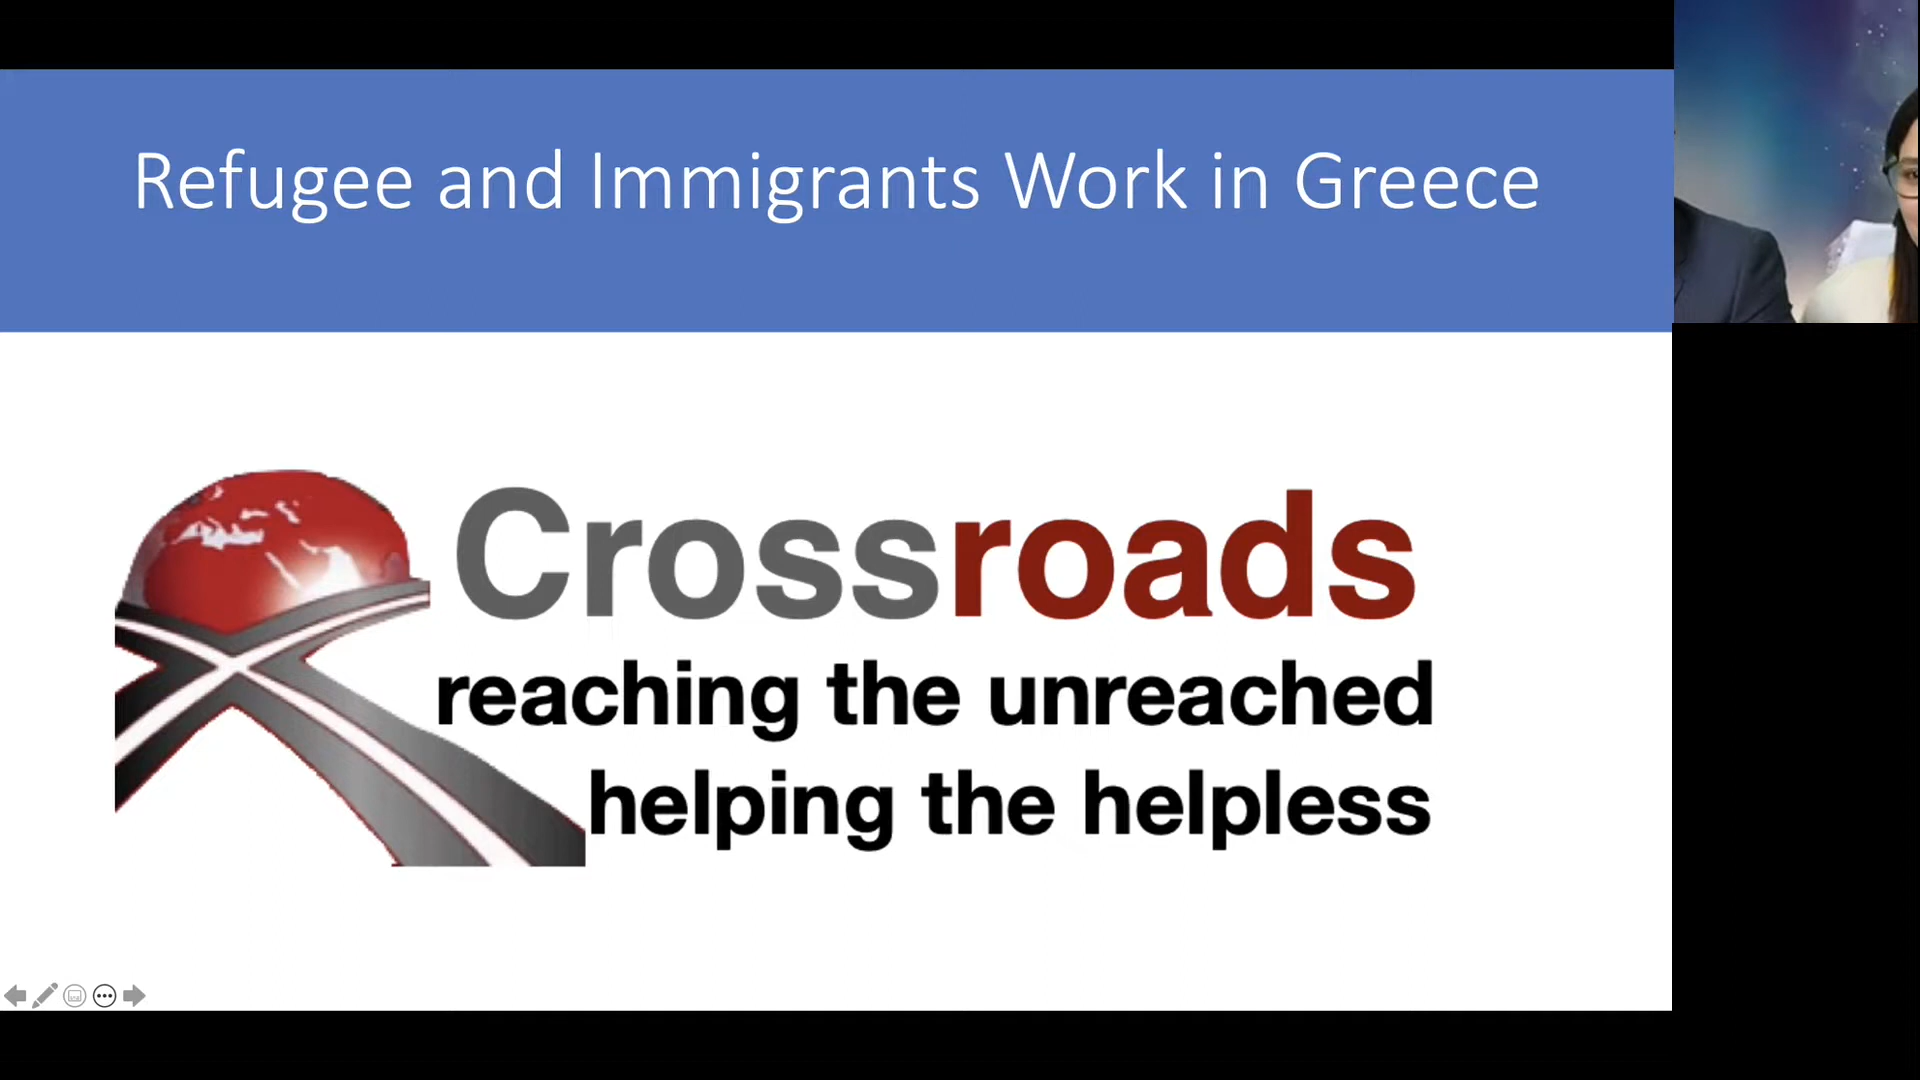 Refugee and Immigrants Work in Greece
Crossroads
reaching the unreached
helping the helpless